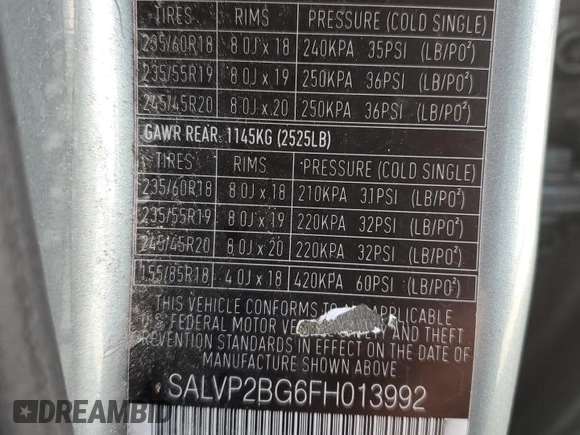 TIRES RIMS PRESSURE (COLD SINGLE)
235/60R18 8.0J x 18 240KPA 35PSI (LB/PO²)
235/55R19 8.0J x 19 250KPA 36PSI (LB/PO²)
245/45R20 8.0J x 20 250KPA 36PSI (LB/PO²)
GAWR REAR: 1145KG (2525LB)
TIRES RIMS PRESSURE (COLD SINGLE)
235/60R18 8.0J x 18 210KPA 31PSI (LB/PO²)
235/55R19 8.0J x 19 220KPA 32PSI (LB/PO²)
245/45R20 8.0J x 20 220KPA 32PSI (LB/PO²)
155/85R18 4.0J x 18 420KPA 60PSI (LB/PO²)
THIS VEHICLE CONFORMS TO ALL APPLICABLE
U.S. FEDERAL MOTOR SAFETY AND THEFT
PREVENTION STANDARDS IN EFFECT ON THE DATE OF
MANUFACTURE SHOWN ABOVE
SALVP2BG6FH013992
DREAMBID